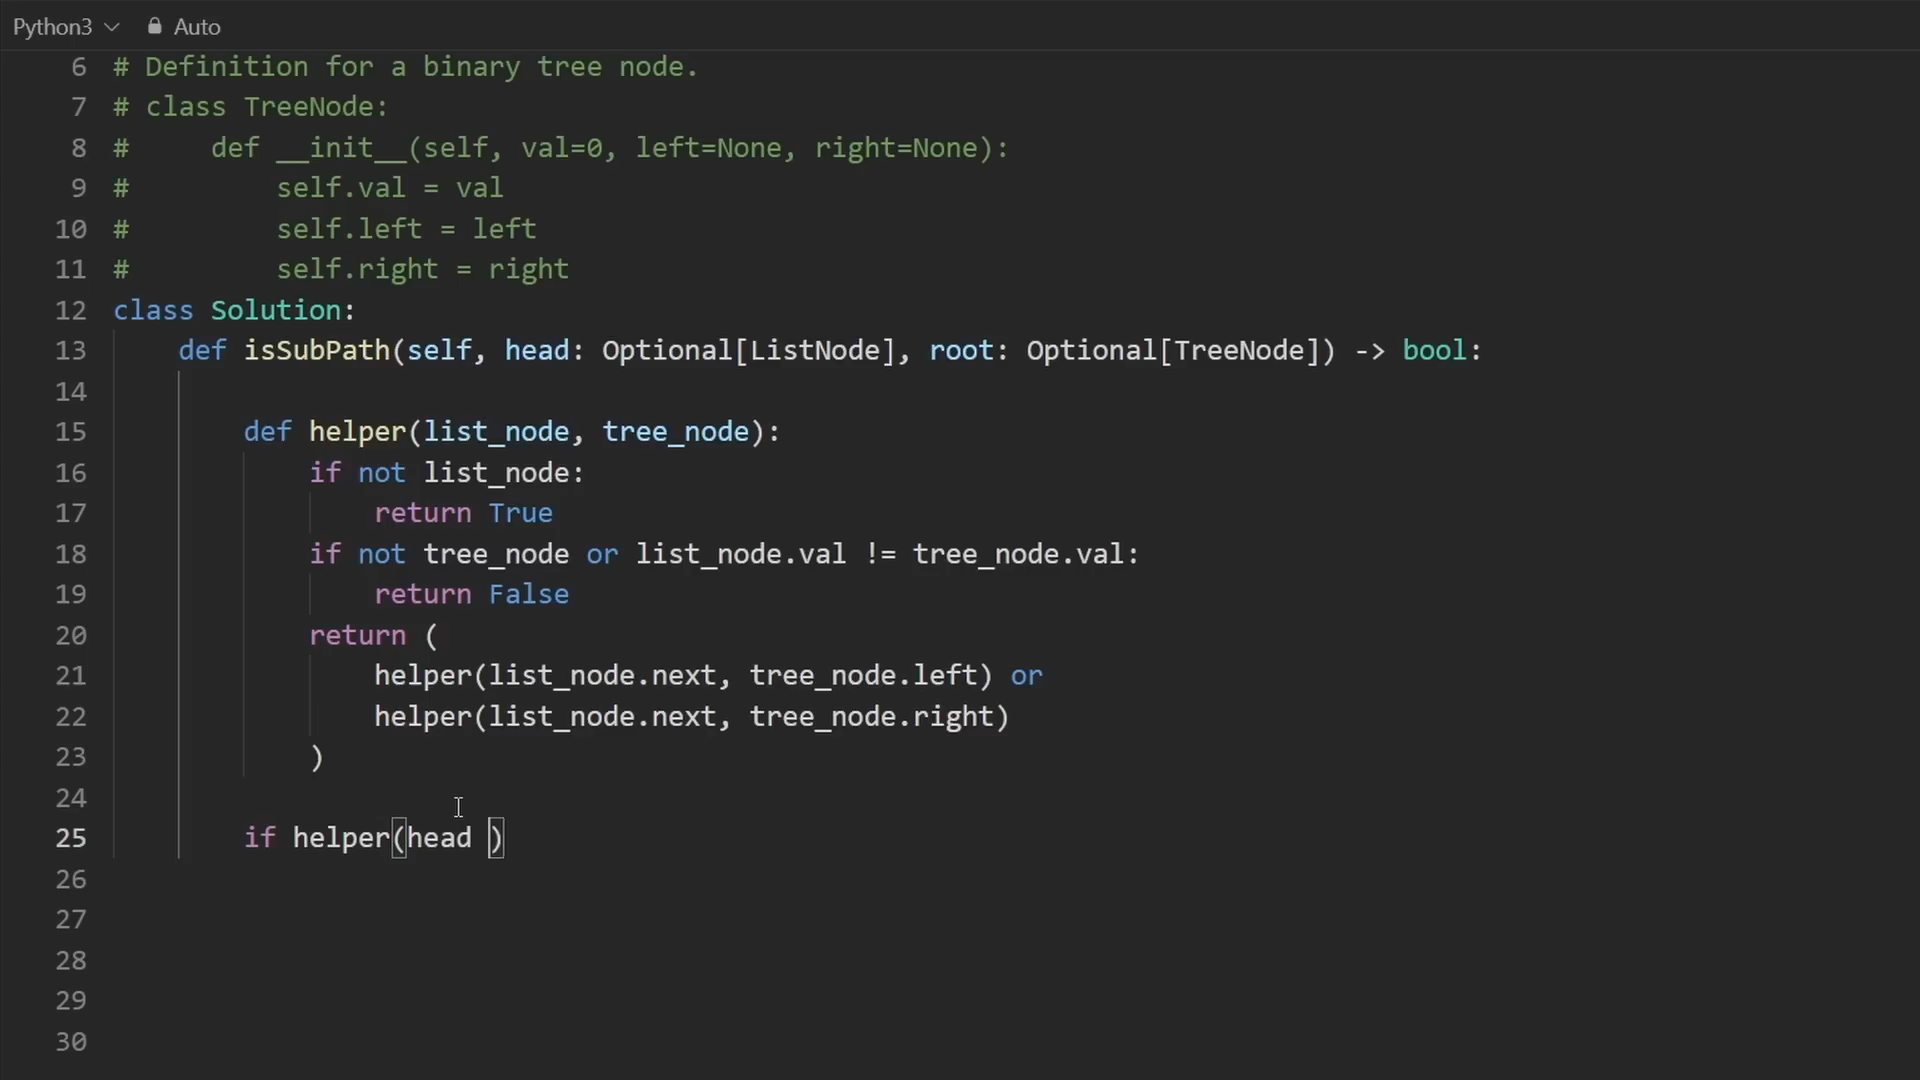 Python3 Auto
6 # Definition for a binary tree node.
7 # class TreeNode:
8 #     def __init__(self, val=0, left=None, right=None):
9 #         self.val = val
10 #         self.left = left
11 #         self.right = right
12 class Solution:
13     def isSubPath(self, head: Optional[ListNode], root: Optional[TreeNode]) -> bool:
14
15         def helper(list_node, tree_node):
16             if not list_node:
17                 return True
18             if not tree_node or list_node.val != tree_node.val:
19                 return False
20             return (
21                 helper(list_node.next, tree_node.left) or
22                 helper(list_node.next, tree_node.right)
23             )
24
25         if helper(head )
26
27
28
29
30